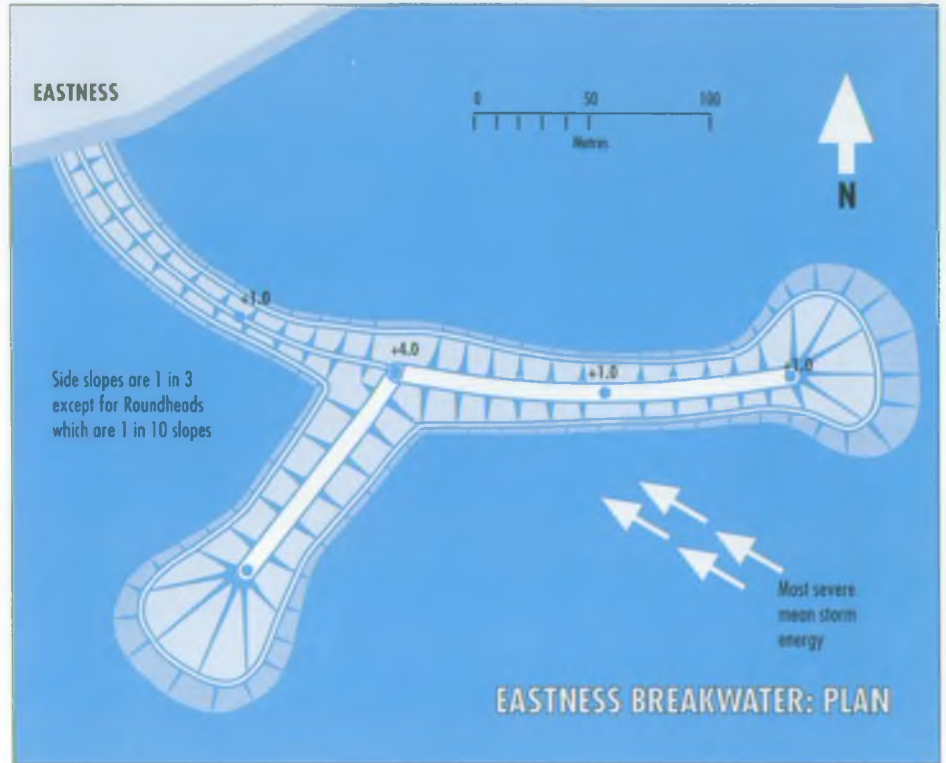 EASTNESS
0 50 100
Metres
N
+1.0
+4.0
+1.0
+1.0
Side slopes are 1 in 3
except for Roundheads
which are 1 in 10 slopes
Most severe
mean storm
energy
EASTNESS BREAKWATER: PLAN